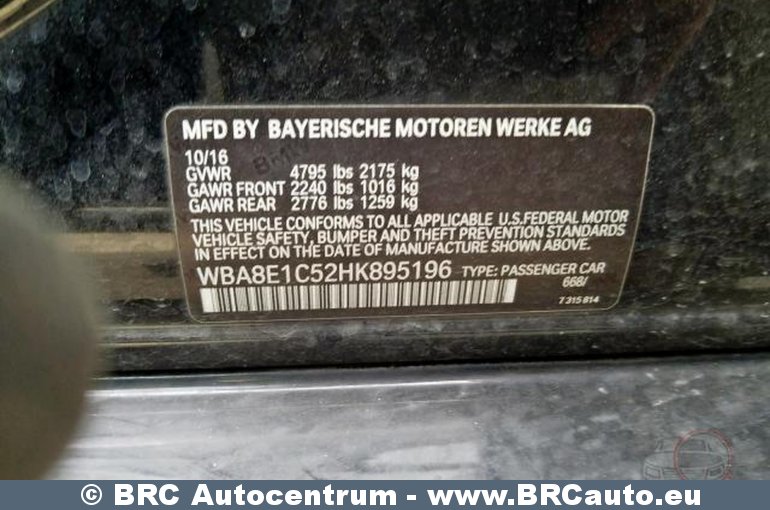 MFD BY BAYERISCHE MOTOREN WERKE AG
10/16
GVWR 4795 lbs 2175 kg
GAWR FRONT 2240 lbs 1016 kg
GAWR REAR 2776 lbs 1259 kg
THIS VEHICLE CONFORMS TO ALL APPLICABLE U.S.FEDERAL MOTOR
VEHICLE SAFETY, BUMPER AND THEFT PREVENTION STANDARDS
IN EFFECT ON THE DATE OF MANUFACTURE SHOWN ABOVE.
WBA8E1C52HK895196 TYPE: PASSENGER CAR
668/
7 315 814
© BRC Autocentrum - www.BRCauto.eu